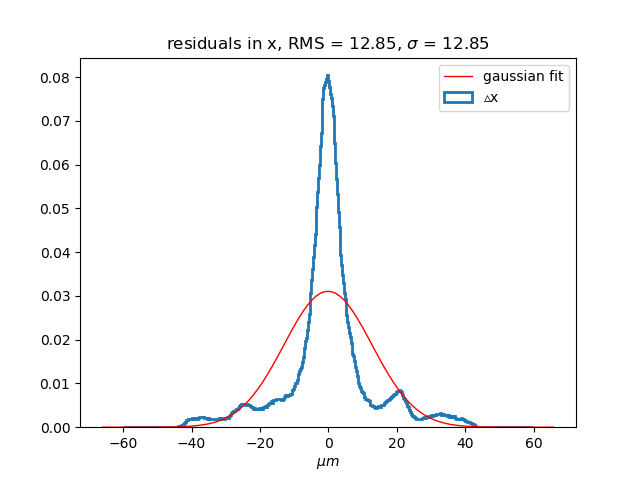 residuals in x, RMS = 12.85, σ = 12.85
gaussian fit
△x
0.08
0.07
0.06
0.05
0.04
0.03
0.02
0.01
0.00
−60 −40 −20 0 20 40 60
μm